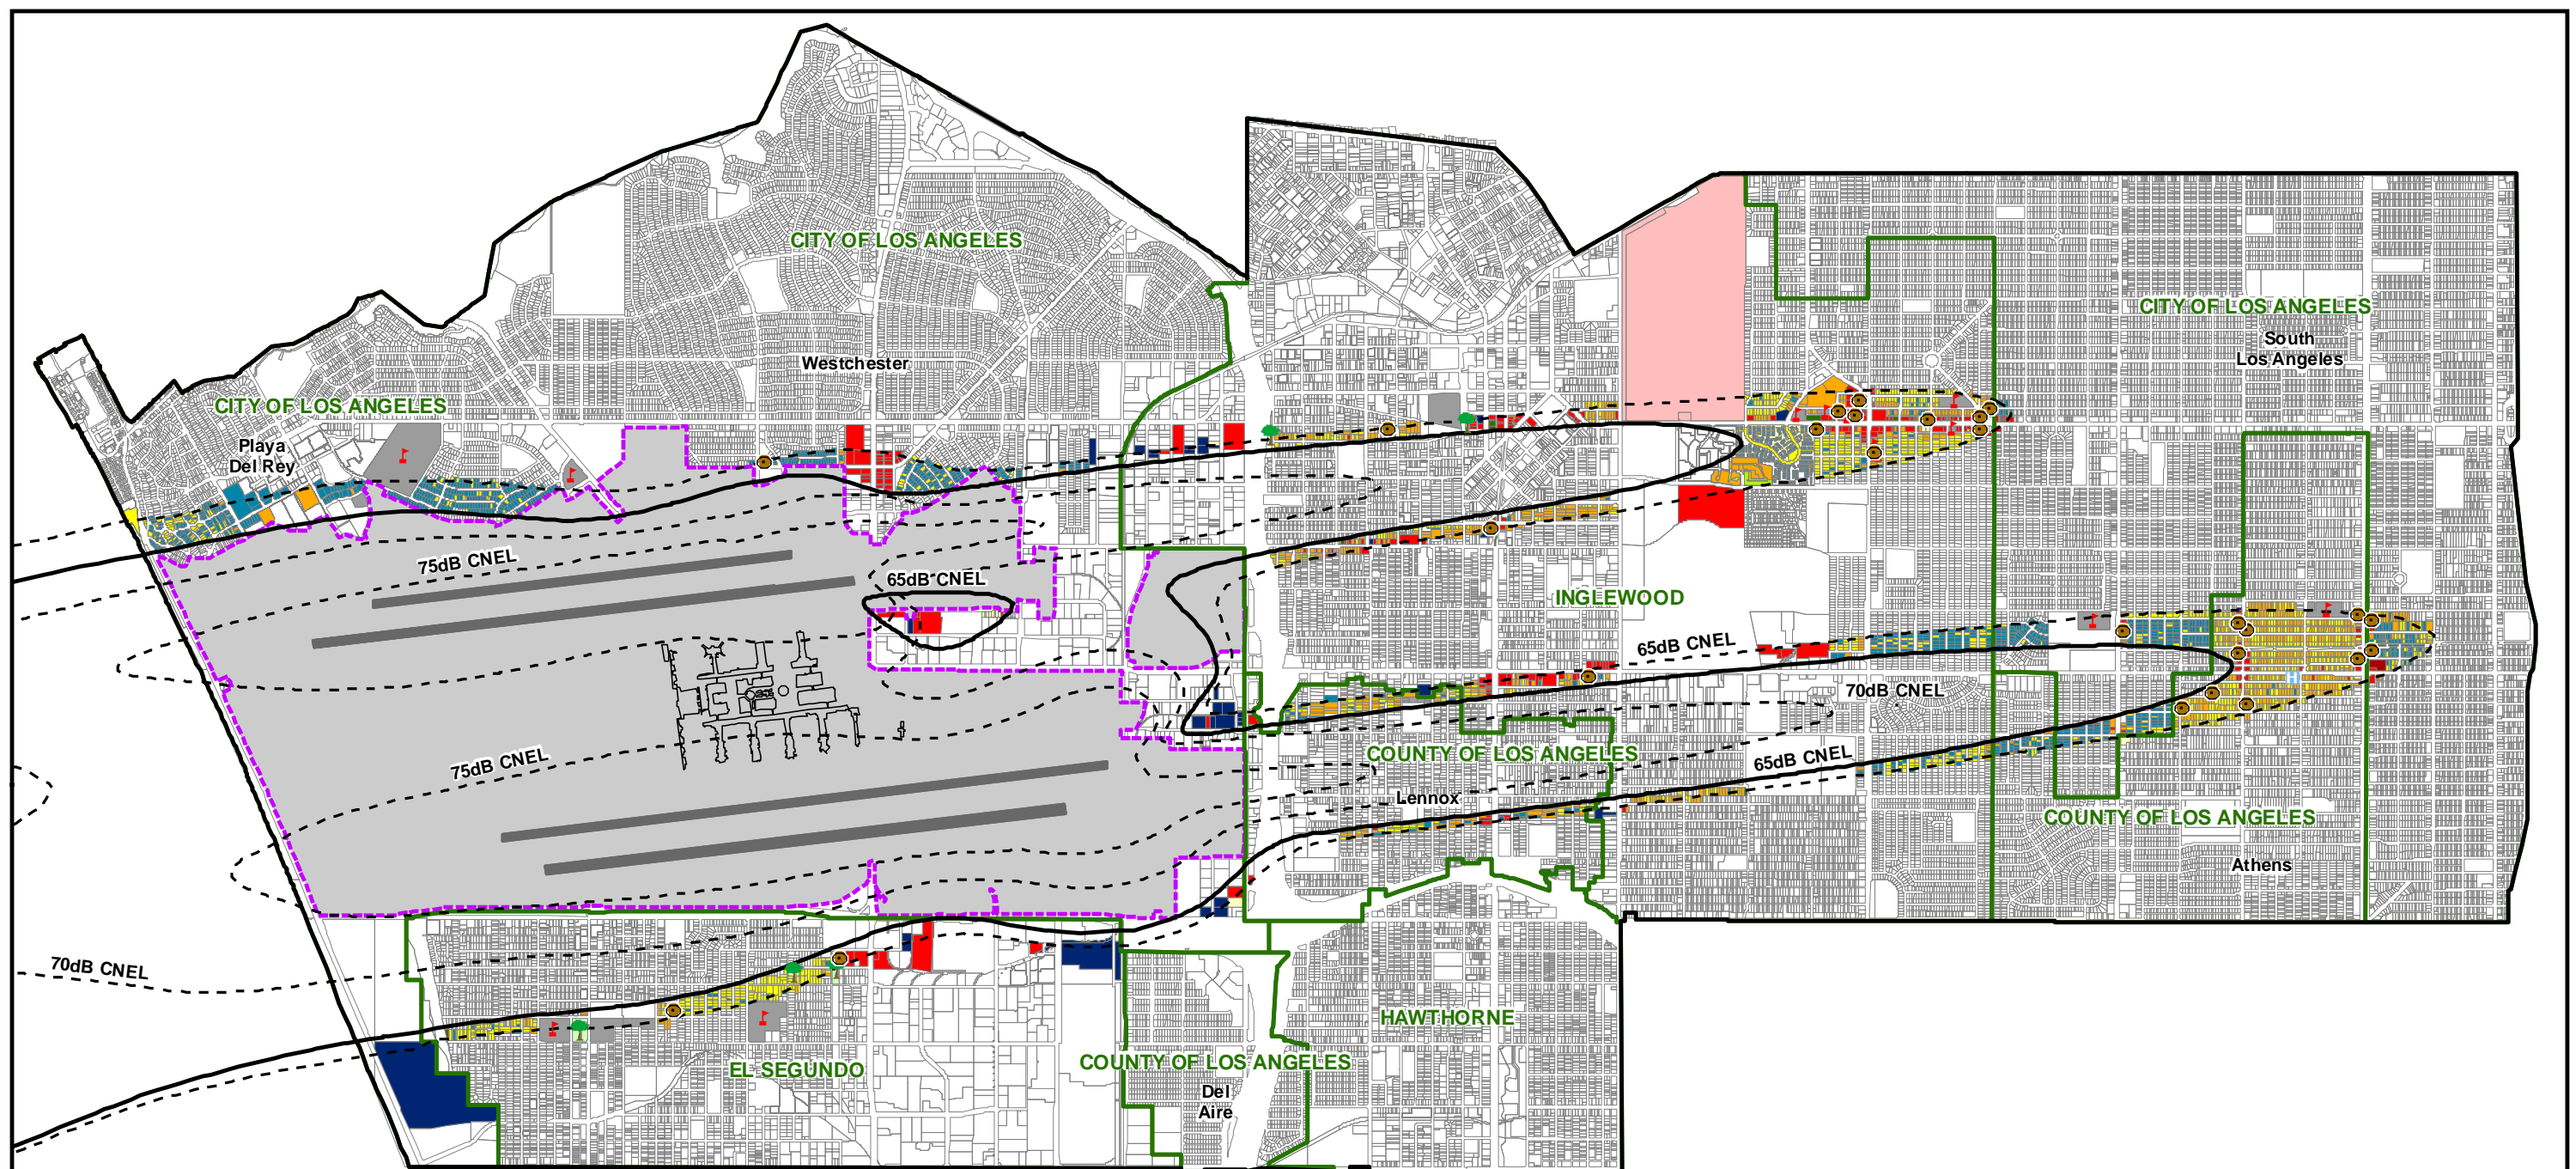 CITY OF LOS ANGELES
CITY OF LOS ANGELES
South
Los Angeles
Westchester
CITY OF LOS ANGELES
Playa
Del Rey
75dB CNEL
65dB CNEL
INGLEWOOD
65dB CNEL
70dB CNEL
75dB CNEL
COUNTY OF LOS ANGELES
65dB CNEL
Lennox
COUNTY OF LOS ANGELES
Athens
70dB CNEL
HAWTHORNE
EL SEGUNDO
COUNTY OF LOS ANGELES
Del
Aire
H